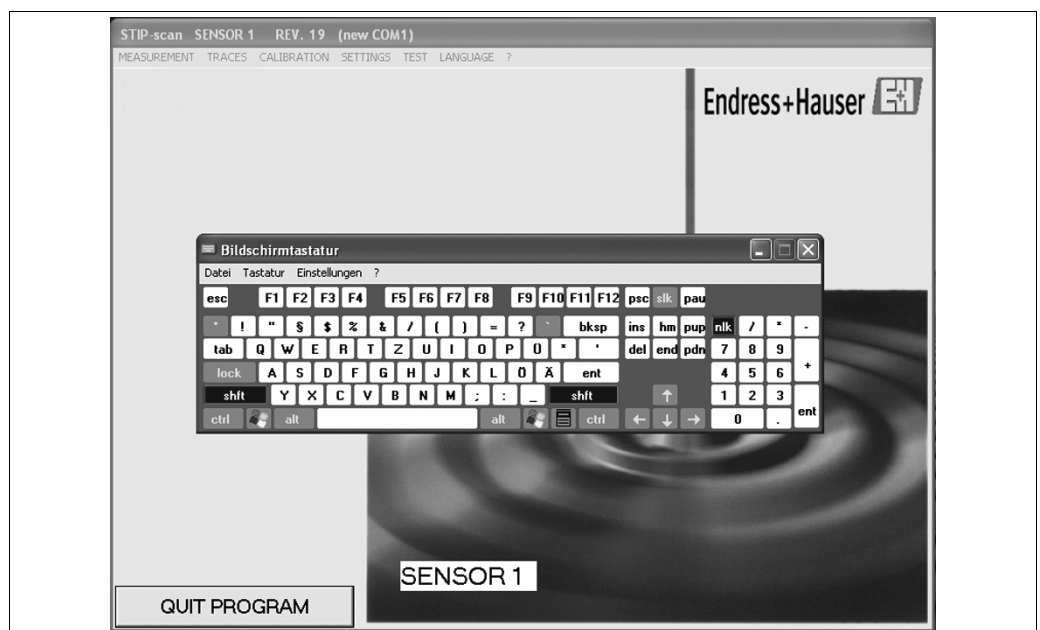 STIP-scan SENSOR 1 REV. 19 (new COM1)
MEASUREMENT TRACES CALIBRATION SETTINGS TEST LANGUAGE ?
Endress+Hauser
Bildschirmtastatur
Datei Tastatur Einstellungen ?
esc F1 F2 F3 F4 F5 F6 F7 F8 F9 F10 F11 F12 psc slk pau
° ! " § $ % & / ( ) = ? ` bksp ins hm pup nlk / * -
tab Q W E R T Z U I O P Ü * ' del end pdn 7 8 9 +
lock A S D F G H J K L Ö Ä ent 4 5 6
shft Y X C V B N M ; : _ shft ↑ 1 2 3 ent
ctrl alt alt ctrl ← ↓ → 0 .
SENSOR 1
QUIT PROGRAM